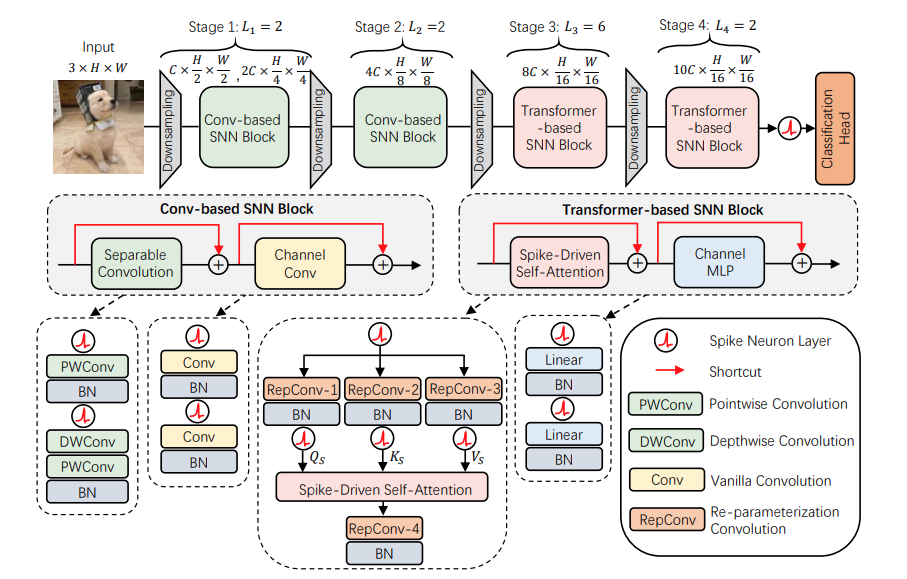 Input
3 × H × W
Stage 1: L₁ = 2
C × H/2 × W/2 , 2C × H/4 × W/4
Stage 2: L₂ =2
4C × H/8 × W/8
Stage 3: L₃ = 6
8C × H/16 × W/16
Stage 4: L₄ = 2
10C × H/16 × W/16
Downsampling
Conv-based
SNN Block
Downsampling
Conv-based
SNN Block
Downsampling
Transformer
-based SNN
Block
Downsampling
Transformer
-based SNN
Block
Classification
Head
Conv-based SNN Block
Separable
Convolution
+
Channel
Conv
+
Transformer-based SNN Block
Spike-Driven
Self-Attention
+
Channel
MLP
+
PWConv
BN
DWConv
PWConv
BN
Conv
BN
Conv
BN
RepConv-1
BN
RepConv-2
BN
RepConv-3
BN
Q_S
K_S
V_S
Spike-Driven Self-Attention
RepConv-4
BN
Linear
BN
Linear
BN
Spike Neuron Layer
Shortcut
PWConv
Pointwise Convolution
DWConv
Depthwise Convolution
Conv
Vanilla Convolution
RepConv
Re-parameterization
Convolution